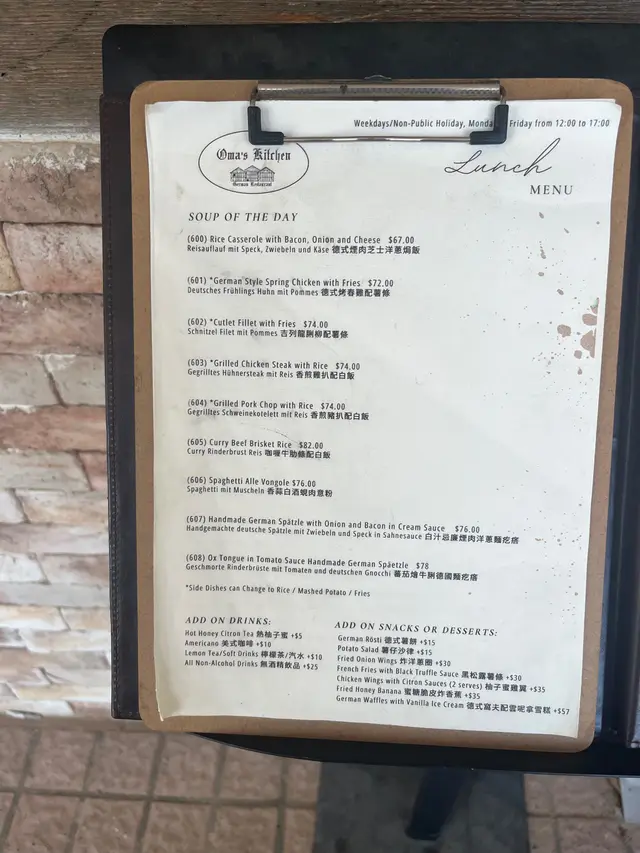 Weekdays/Non-Public Holiday, Friday from 12:00 to 17:00
Oma's Kitchen
German Restaurant
Lunch
MENU
SOUP OF THE DAY
(600) Rice Casserole with Bacon, Onion and Cheese $67.00
Reisauflauf mit Speck, Zwiebeln und Käse 德式煙肉芝士洋蔥焗飯
(601) *German Style Spring Chicken with Fries $72.00
Deutsches Frühlings Huhn mit Pommes 德式烤春雞配薯條
(602) *Cutlet Fillet with Fries $74.00
Schnitzel Filet mit Pommes 吉列龍脷柳配薯條
(603) *Grilled Chicken Steak with Rice $74,00
Gegrilltes Hühnersteak mit Reis 香煎雞扒配白飯
(604) *Grilled Pork Chop with Rice $74.00
Gegrilltes Schweinekotelett mit Reis 香煎豬扒配白飯
(605) Curry Beef Brisket Rice $82.00
Curry Rinderbrust Reis 咖喱牛肋條配白飯
(606) Spaghetti Alle Vongole $76.00
Spaghetti mit Muscheln 香蒜白酒蜆肉意粉
(607) Handmade German Spätzle with Onion and Bacon in Cream Sauce $76.00
Handgemachte deutsche Spätzle mit Zwiebeln und Speck in Sahnesauce 白汁忌廉煙肉洋蔥麵疙瘩
(608) Ox Tongue in Tomato Sauce Handmade German Späetzle $78
Geschmorte Rinderbrüste mit Tomaten und deutschen Gnocchi 蕃茄燴牛脷德國麵疙瘩
*Side Dishes can Change to Rice / Mashed Potato / Fries
ADD ON DRINKS:
Hot Honey Citron Tea 熱柚子蜜 +$5
Americano 美式咖啡 +$10
Lemon Tea/Soft Drinks 檸檬茶/汽水 +$10
All Non-Alcohol Drinks 無酒精飲品 +$25
ADD ON SNACKS OR DESSERTS:
German Rösti 德式薯餅 +$15
Potato Salad 薯仔沙律 +$15
Fried Onion Wings 炸洋蔥圈 +$30
French Fries with Black Truffle Sauce 黑松露薯條 +$30
Chicken Wings with Citron Sauces (2 serves) 柚子蜜雞翼 +$35
Fried Honey Banana 蜜糖脆皮炸香蕉 +$35
German Waffles with Vanilla Ice Cream 德式窩夫配雲呢拿雪糕 +$57